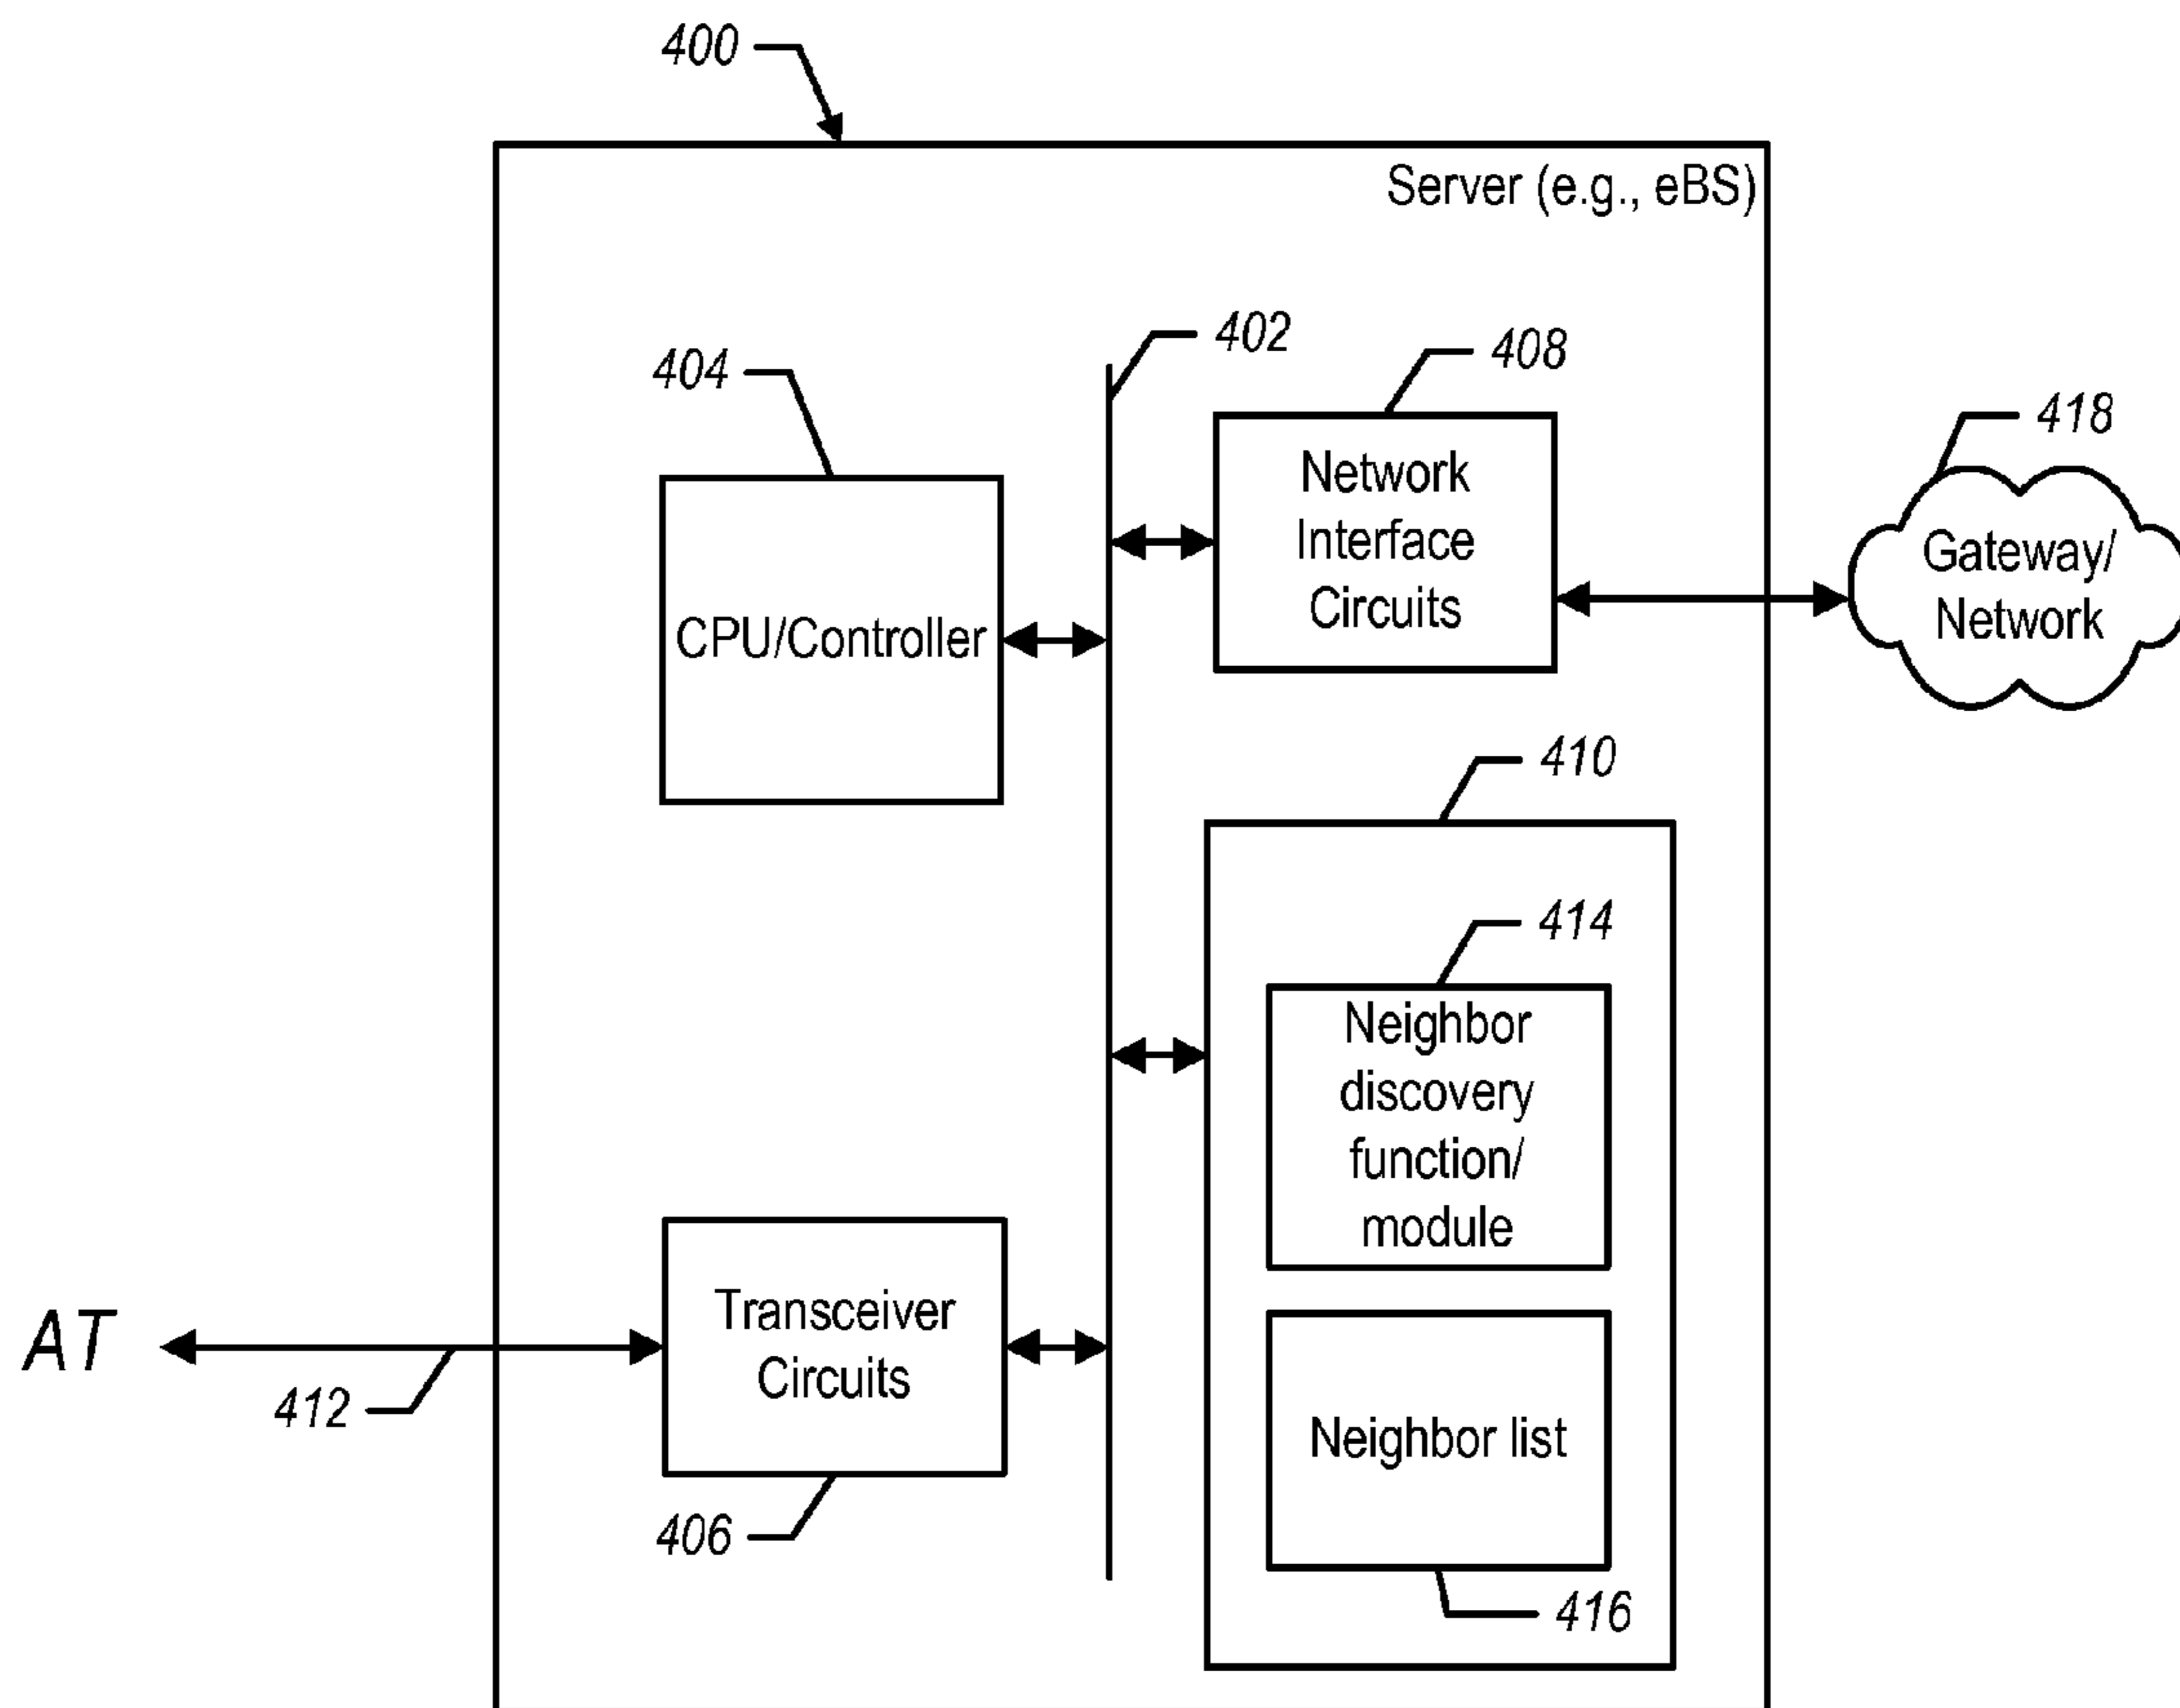 400
Server (e.g., eBS)
402
408
404
418
Network
Interface
Circuits
Gateway/
Network
CPU/Controller
410
414
Neighbor
discovery
function/
module
Transceiver
Circuits
AT
412
Neighbor list
406
416